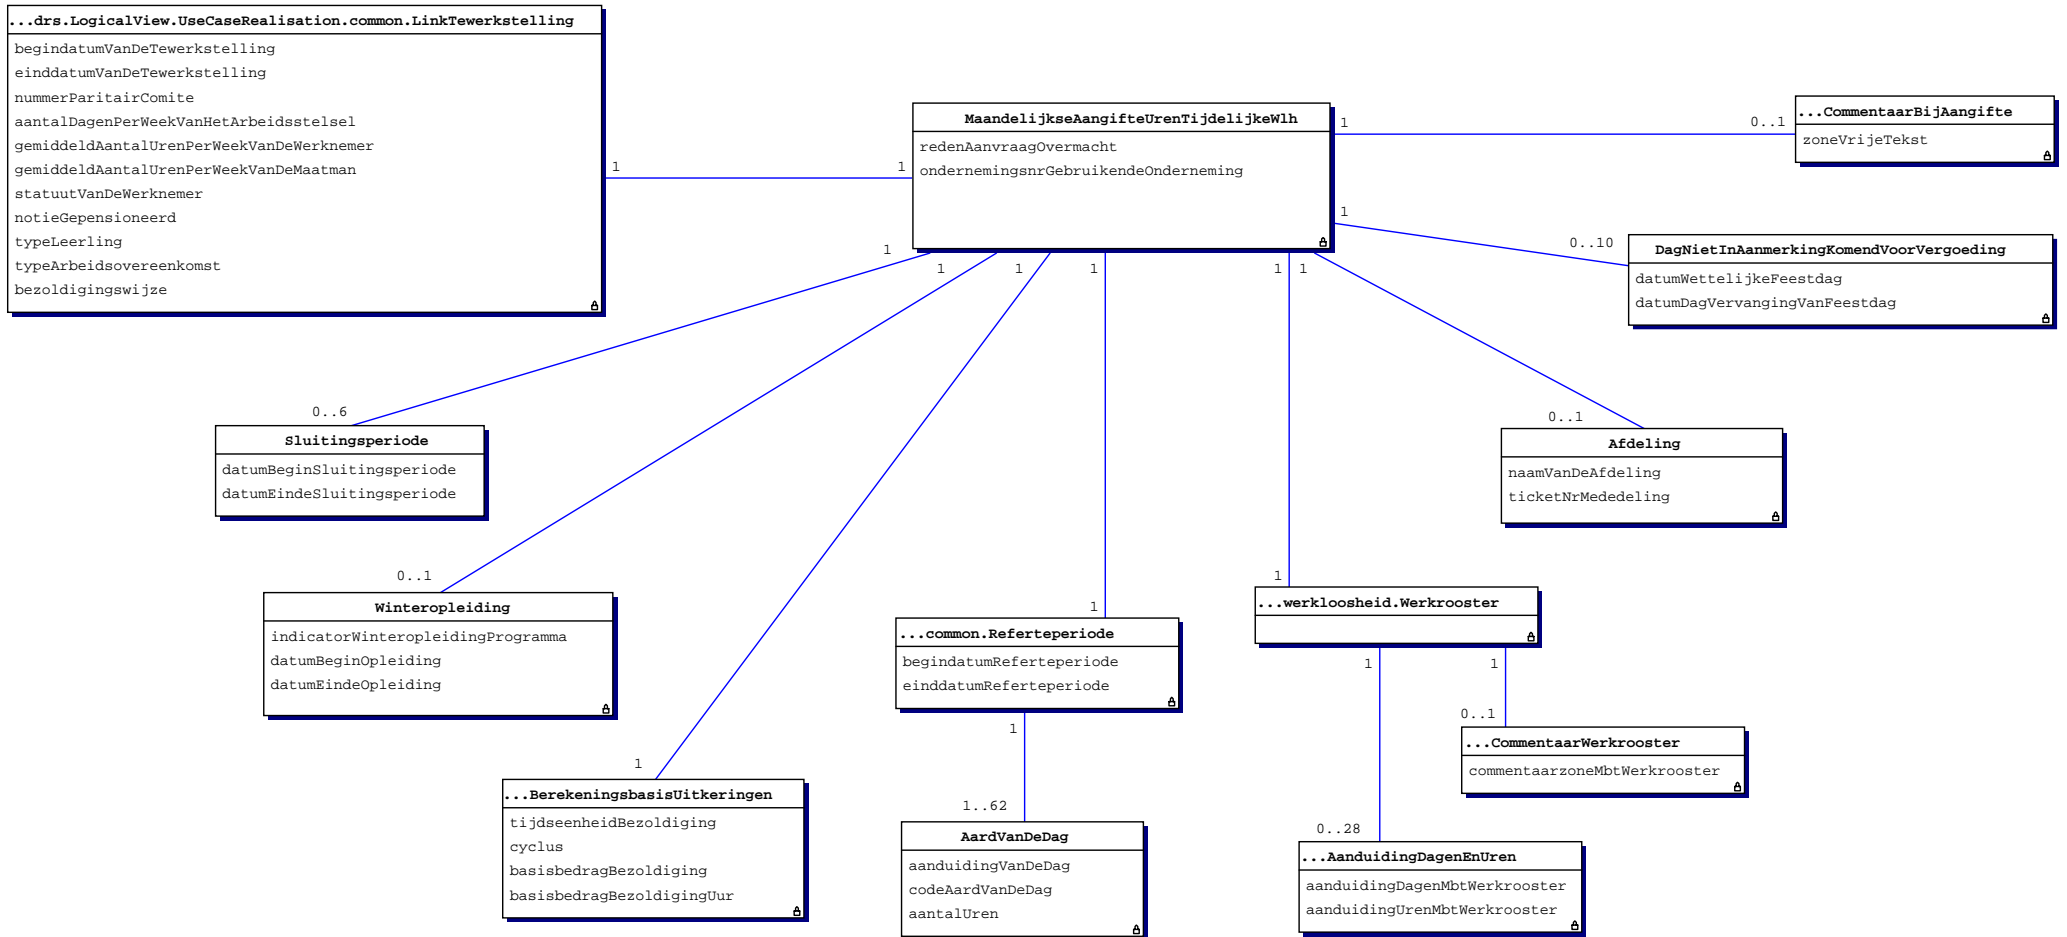 ...drs.LogicalView.UseCaseRealisation.common.LinkTewerkstelling
begindatumVanDeTewerkstelling
einddatumVanDeTewerkstelling
nummerParitairComite
aantalDagenPerWeekVanHetArbeidsstelsel
gemiddeldAantalUrenPerWeekVanDeWerknemer
gemiddeldAantalUrenPerWeekVanDeMaatman
statuutVanDeWerknemer
notieGepensioneerd
typeLeerling
typeArbeidsovereenkomst
bezoldigingswijze
1
1
MaandelijkseAangifteUrenTijdelijkeWlh
redenAanvraagOvermacht
ondernemingsnrGebruikendeOnderneming
1
0..1
...CommentaarBijAangifte
zoneVrijeTekst
1
0..10
DagNietInAanmerkingKomendVoorVergoeding
datumWettelijkeFeestdag
datumDagVervangingVanFeestdag
1
1
1
1
1
1
0..6
Sluitingsperiode
datumBeginSluitingsperiode
datumEindeSluitingsperiode
0..1
Afdeling
naamVanDeAfdeling
ticketNrMededeling
0..1
Winteropleiding
indicatorWinteropleidingProgramma
datumBeginOpleiding
datumEindeOpleiding
1
...common.Referteperiode
begindatumReferteperiode
einddatumReferteperiode
1
...werkloosheid.Werkrooster
1
1
0..1
...CommentaarWerkrooster
commentaarzoneMbtWerkrooster
1
...BerekeningsbasisUitkeringen
tijdseenheidBezoldiging
cyclus
basisbedragBezoldiging
basisbedragBezoldigingUur
1
1..62
AardVanDeDag
aanduidingVanDeDag
codeAardVanDeDag
aantalUren
0..28
...AanduidingDagenEnUren
aanduidingDagenMbtWerkrooster
aanduidingUrenMbtWerkrooster